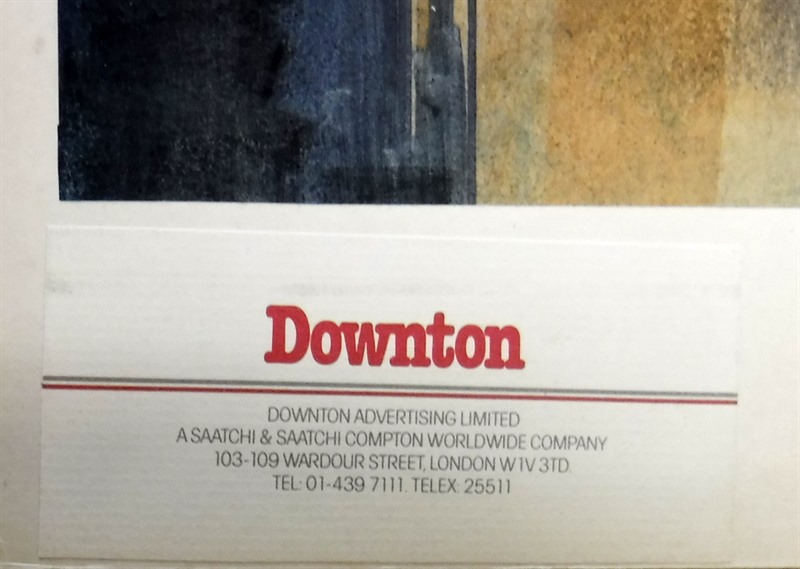 Downton
DOWNTON ADVERTISING LIMITED
A SAATCHI & SAATCHI COMPTON WORLDWIDE COMPANY
103-109 WARDOUR STREET, LONDON W1V 3TD.
TEL: 01-439 7111. TELEX: 25511